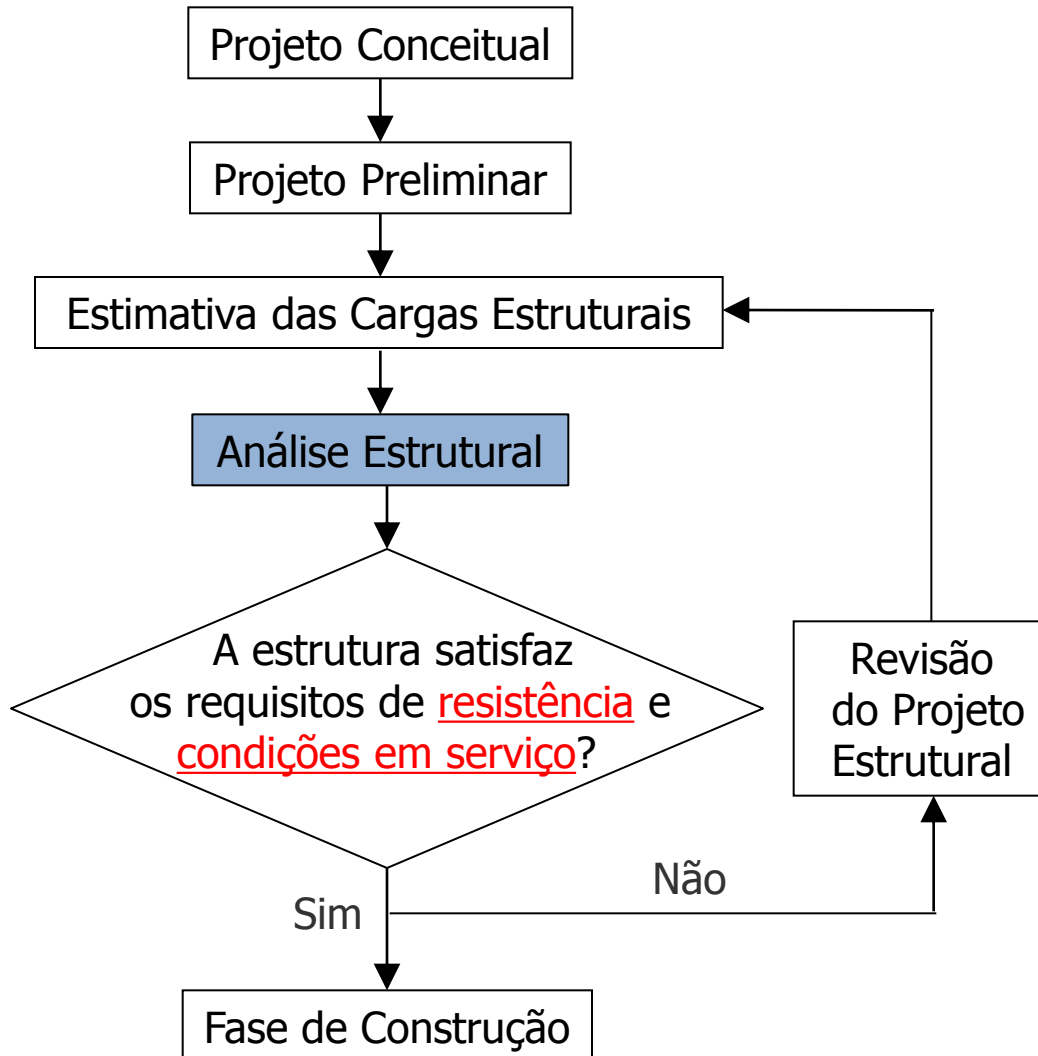 Projeto Conceitual
Projeto Preliminar
Estimativa das Cargas Estruturais
Análise Estrutural
A estrutura satisfaz
os requisitos de resistência e
condições em serviço?
Revisão
do Projeto
Estrutural
Não
Sim
Fase de Construção